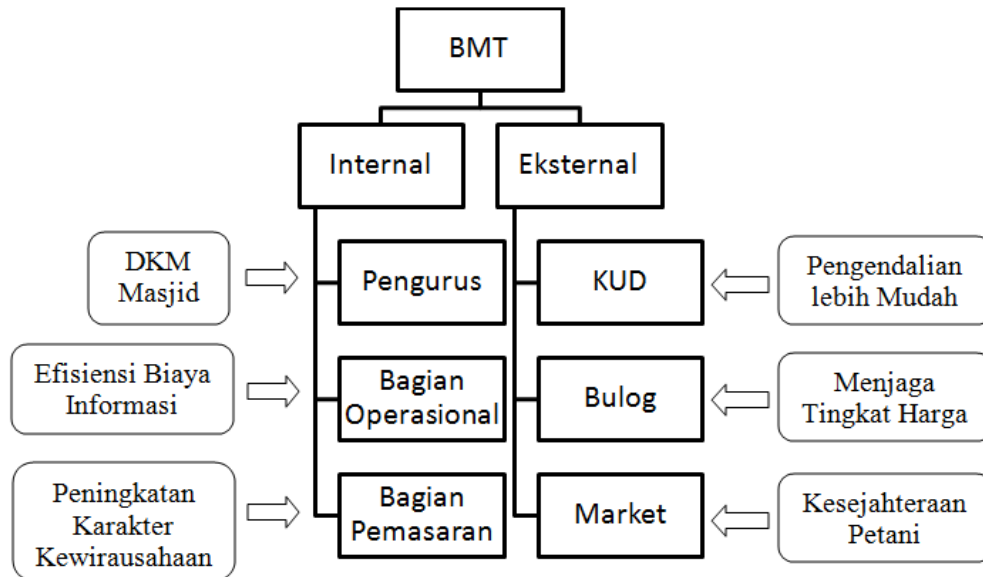 BMT
Internal
Eksternal
DKM
Masjid
Pengurus
KUD
Pengendalian
lebih Mudah
Efisiensi Biaya
Informasi
Bagian
Operasional
Bulog
Menjaga
Tingkat Harga
Peningkatan
Karakter
Kewirausahaan
Bagian
Pemasaran
Market
Kesejahteraan
Petani